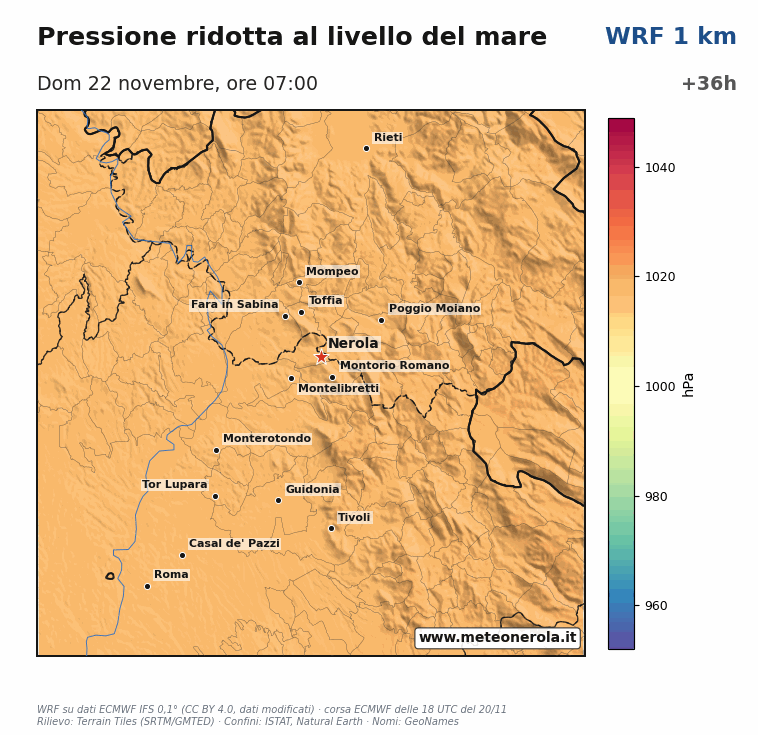 Pressione ridotta al livello del mare
WRF 1 km
Dom 22 novembre, ore 07:00
+36h
Rieti
Mompeo
Toffia
Fara in Sabina
Poggio Moiano
Nerola
Montorio Romano
Montelibretti
Monterotondo
Tor Lupara
Guidonia
Tivoli
Casal de' Pazzi
Roma
www.meteonerola.it
1040
1020
1000
980
960
hPa
WRF su dati ECMWF IFS 0,1° (CC BY 4.0, dati modificati) · corsa ECMWF delle 18 UTC del 20/11
Rilievo: Terrain Tiles (SRTM/GMTED) · Confini: ISTAT, Natural Earth · Nomi: GeoNames